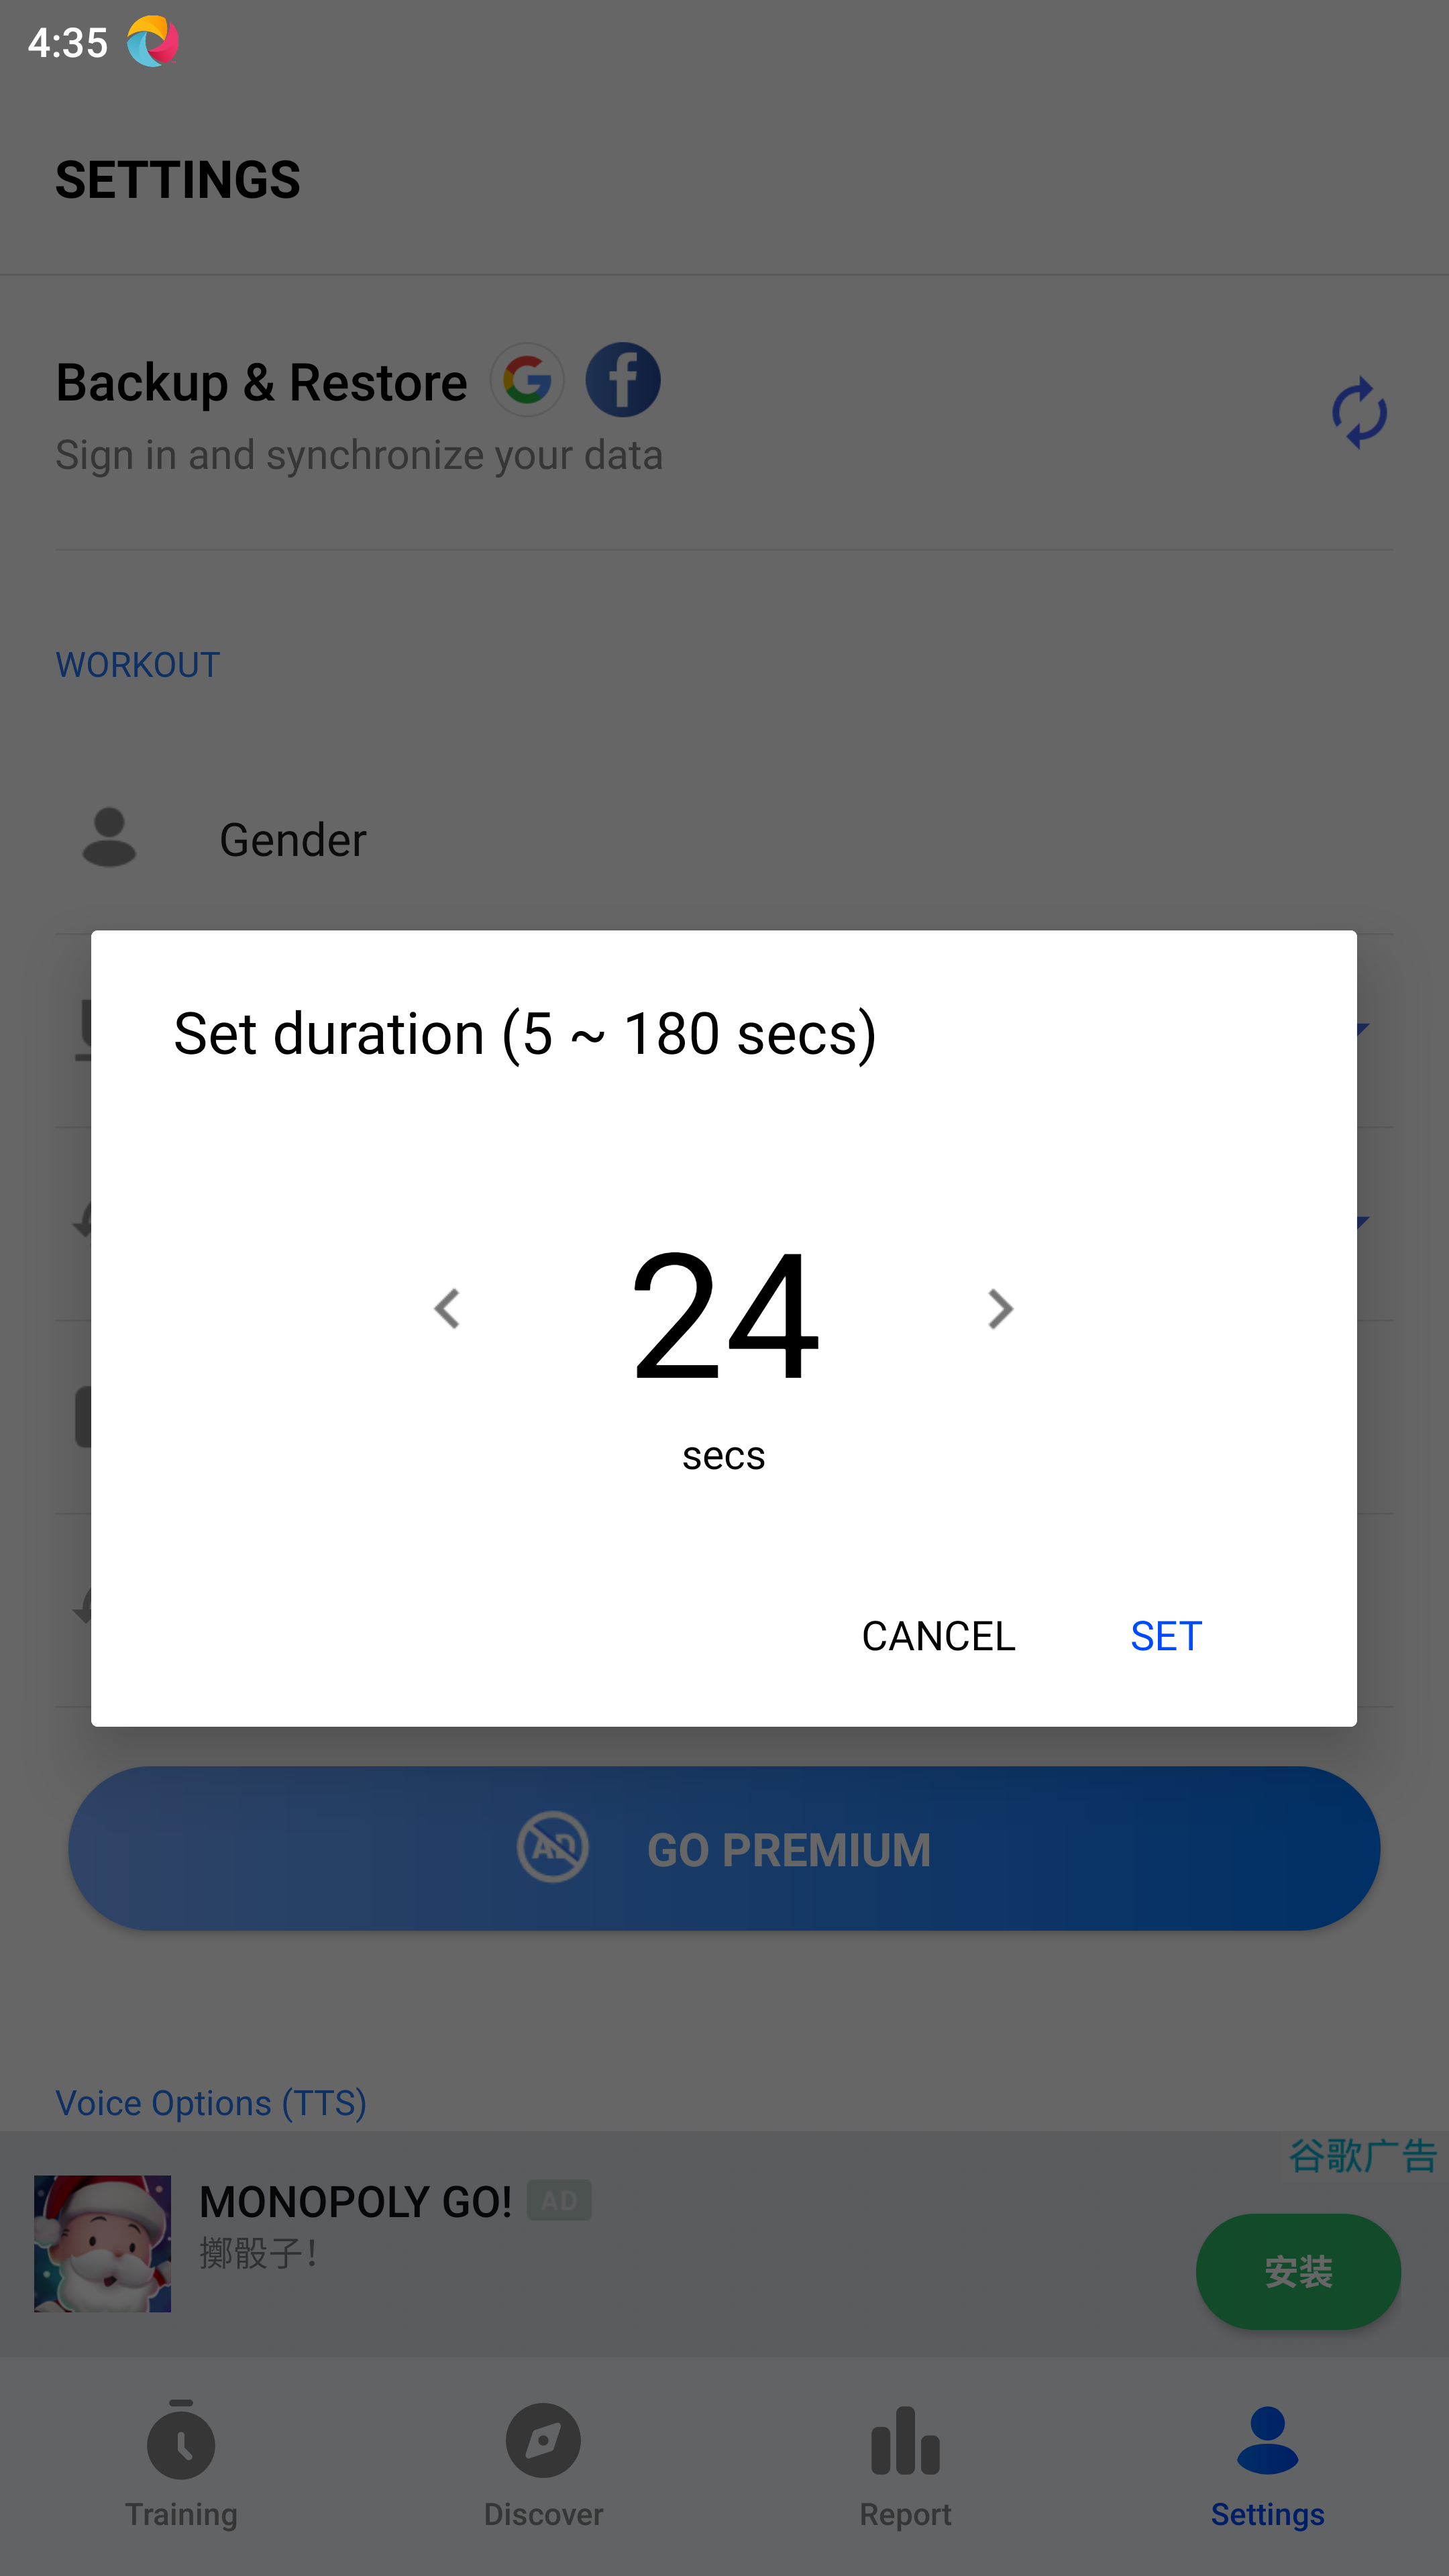 4:35
SETTINGS
Backup & Restore
Sign in and synchronize your data
WORKOUT
Gender
Set duration (5 ~ 180 secs)
24
secs
CANCEL SET
AD GO PREMIUM
Voice Options (TTS)
谷歌广告
MONOPOLY GO! AD
擲骰子!
安装
Training Discover Report Settings